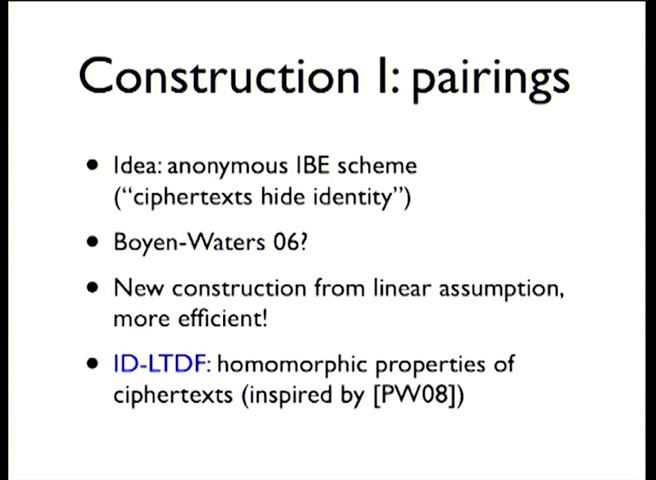 Construction I: pairings
• Idea: anonymous IBE scheme
(“ciphertexts hide identity”)
• Boyen-Waters 06?
• New construction from linear assumption,
more efficient!
• ID-LTDF: homomorphic properties of
ciphertexts (inspired by [PW08])